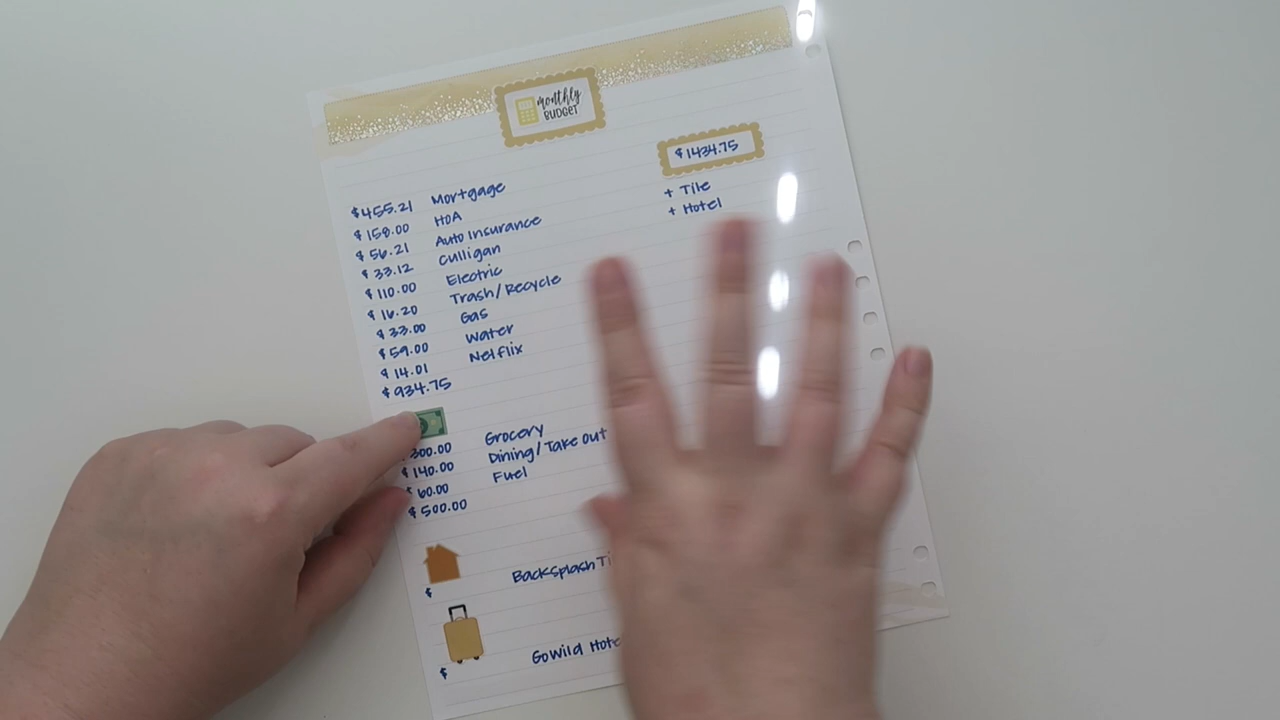 monthly
BUDGET
$1434.75
+ Tile
+ Hotel
$455.21 Mortgage
$158.00 HOA
$56.21 Auto Insurance
$33.12 Culligan
$110.00 Electric
$16.20 Trash/Recycle
$33.00 Gas
$59.00 Water
$14.01 Netflix
$934.75
300.00 Grocery
$140.00 Dining/Take out
$60.00 Fuel
$500.00
Backsplash
$
GoWild
$